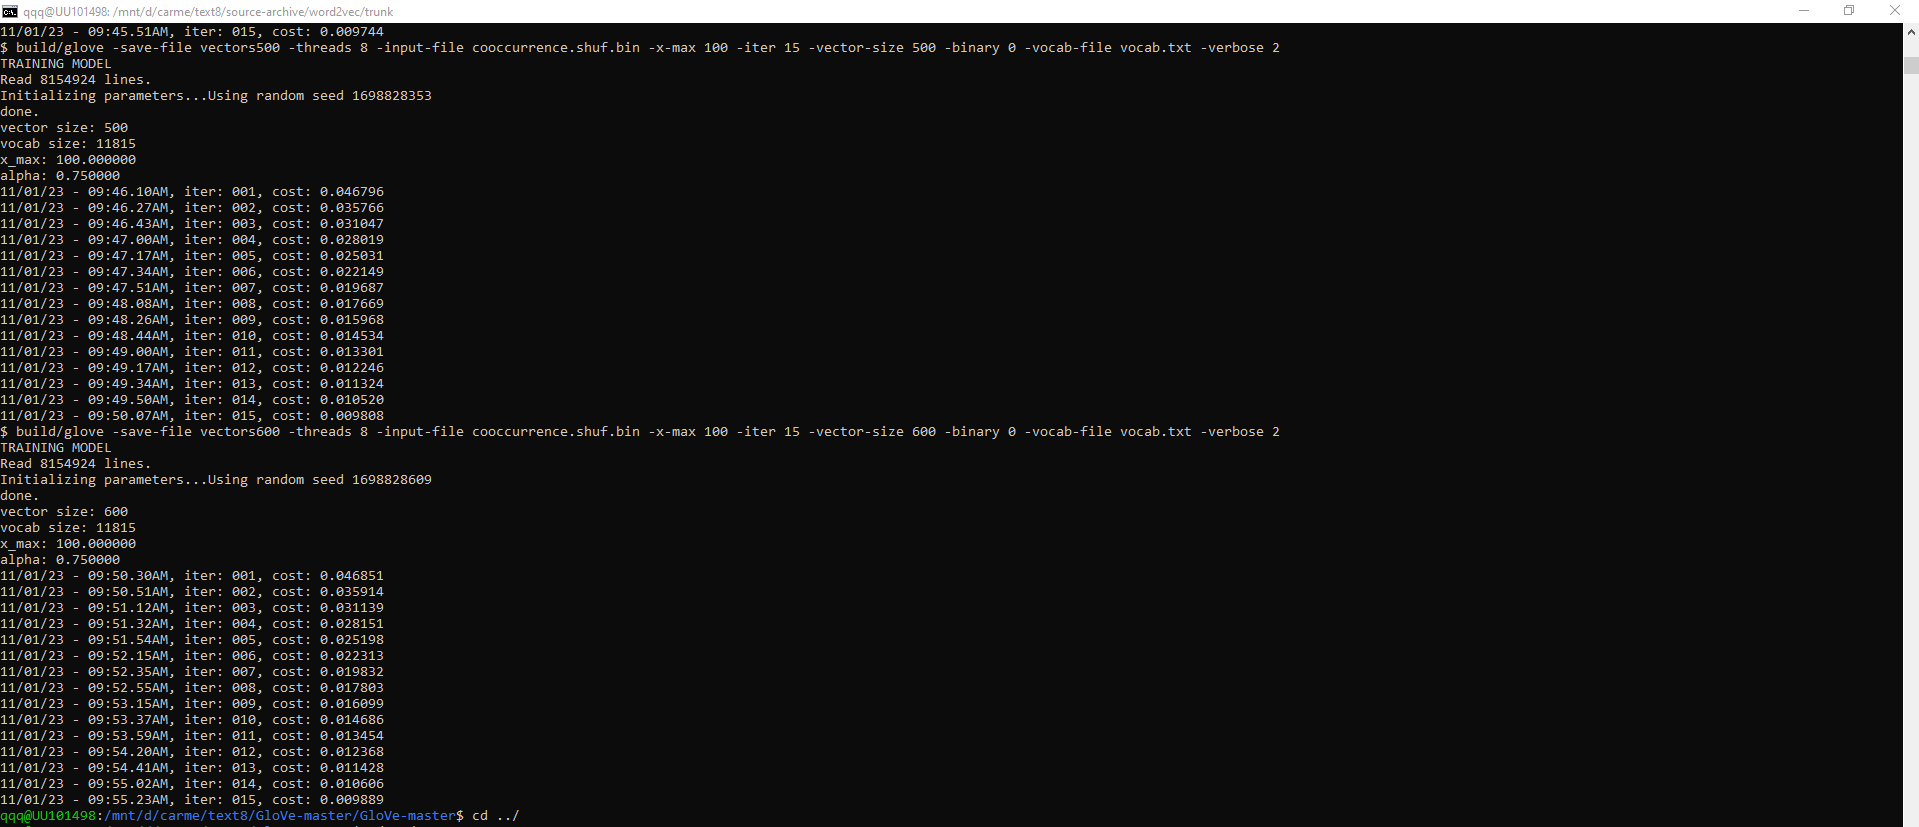 qqq@UU101498: /mnt/d/carme/text8/source-archive/word2vec/trunk
11/01/23 - 09:45.51AM, iter: 015, cost: 0.009744
$ build/glove -save-file vectors500 -threads 8 -input-file cooccurrence.shuf.bin -x-max 100 -iter 15 -vector-size 500 -binary 0 -vocab-file vocab.txt -verbose 2
TRAINING MODEL
Read 8154924 lines.
Initializing parameters...Using random seed 1698828353
done.
vector size: 500
vocab size: 11815
x_max: 100.000000
alpha: 0.750000
11/01/23 - 09:46.10AM, iter: 001, cost: 0.046796
11/01/23 - 09:46.27AM, iter: 002, cost: 0.035766
11/01/23 - 09:46.43AM, iter: 003, cost: 0.031047
11/01/23 - 09:47.00AM, iter: 004, cost: 0.028019
11/01/23 - 09:47.17AM, iter: 005, cost: 0.025031
11/01/23 - 09:47.34AM, iter: 006, cost: 0.022149
11/01/23 - 09:47.51AM, iter: 007, cost: 0.019687
11/01/23 - 09:48.08AM, iter: 008, cost: 0.017669
11/01/23 - 09:48.26AM, iter: 009, cost: 0.015968
11/01/23 - 09:48.44AM, iter: 010, cost: 0.014534
11/01/23 - 09:49.00AM, iter: 011, cost: 0.013301
11/01/23 - 09:49.17AM, iter: 012, cost: 0.012246
11/01/23 - 09:49.34AM, iter: 013, cost: 0.011324
11/01/23 - 09:49.50AM, iter: 014, cost: 0.010520
11/01/23 - 09:50.07AM, iter: 015, cost: 0.009808
$ build/glove -save-file vectors600 -threads 8 -input-file cooccurrence.shuf.bin -x-max 100 -iter 15 -vector-size 600 -binary 0 -vocab-file vocab.txt -verbose 2
TRAINING MODEL
Read 8154924 lines.
Initializing parameters...Using random seed 1698828609
done.
vector size: 600
vocab size: 11815
x_max: 100.000000
alpha: 0.750000
11/01/23 - 09:50.30AM, iter: 001, cost: 0.046851
11/01/23 - 09:50.51AM, iter: 002, cost: 0.035914
11/01/23 - 09:51.12AM, iter: 003, cost: 0.031139
11/01/23 - 09:51.32AM, iter: 004, cost: 0.028151
11/01/23 - 09:51.54AM, iter: 005, cost: 0.025198
11/01/23 - 09:52.15AM, iter: 006, cost: 0.022313
11/01/23 - 09:52.35AM, iter: 007, cost: 0.019832
11/01/23 - 09:52.55AM, iter: 008, cost: 0.017803
11/01/23 - 09:53.15AM, iter: 009, cost: 0.016099
11/01/23 - 09:53.37AM, iter: 010, cost: 0.014686
11/01/23 - 09:53.59AM, iter: 011, cost: 0.013454
11/01/23 - 09:54.20AM, iter: 012, cost: 0.012368
11/01/23 - 09:54.41AM, iter: 013, cost: 0.011428
11/01/23 - 09:55.02AM, iter: 014, cost: 0.010606
11/01/23 - 09:55.23AM, iter: 015, cost: 0.009889
qqq@UU101498:/mnt/d/carme/text8/GloVe-master/GloVe-master$ cd ../